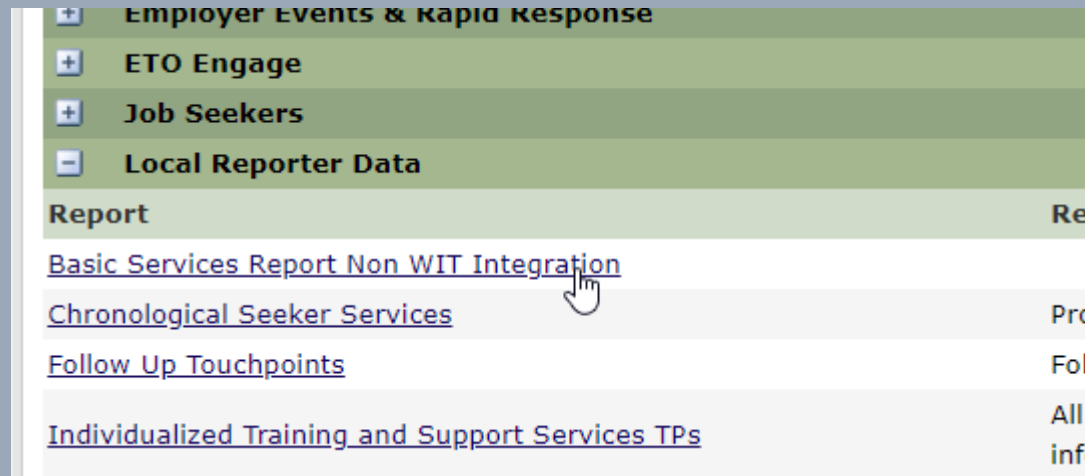 Employer Events & Rapid Response
ETO Engage
Job Seekers
Local Reporter Data
Report
Basic Services Report Non WIT Integration
Chronological Seeker Services
Follow Up Touchpoints
All
Individualized Training and Support Services TPs